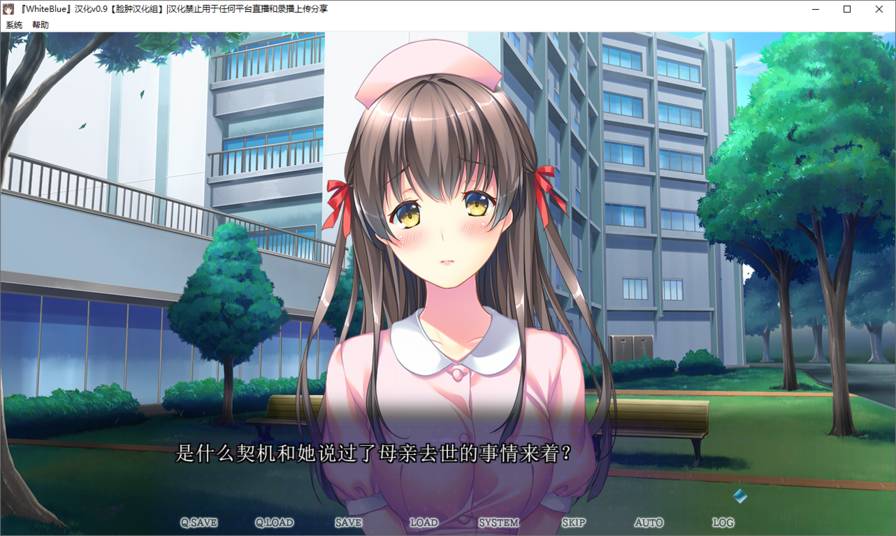 『WhiteBlue』汉化v0.9【脸肿汉化组】|汉化禁止用于任何平台直播和录播上传分享
系统 帮助
是什么契机和她说过了母亲去世的事情来着？
Q.SAVE Q.LOAD SAVE LOAD SYSTEM SKIP AUTO LOG